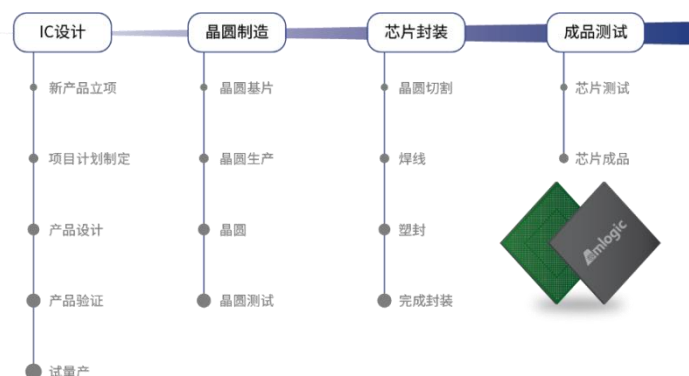 IC设计
晶圆制造
芯片封装
成品测试
新产品立项
晶圆基片
晶圆切割
芯片测试
项目计划制定
晶圆生产
焊线
芯片成品
产品设计
晶圆
塑封
Amlogic
产品验证
晶圆测试
完成封装
试量产